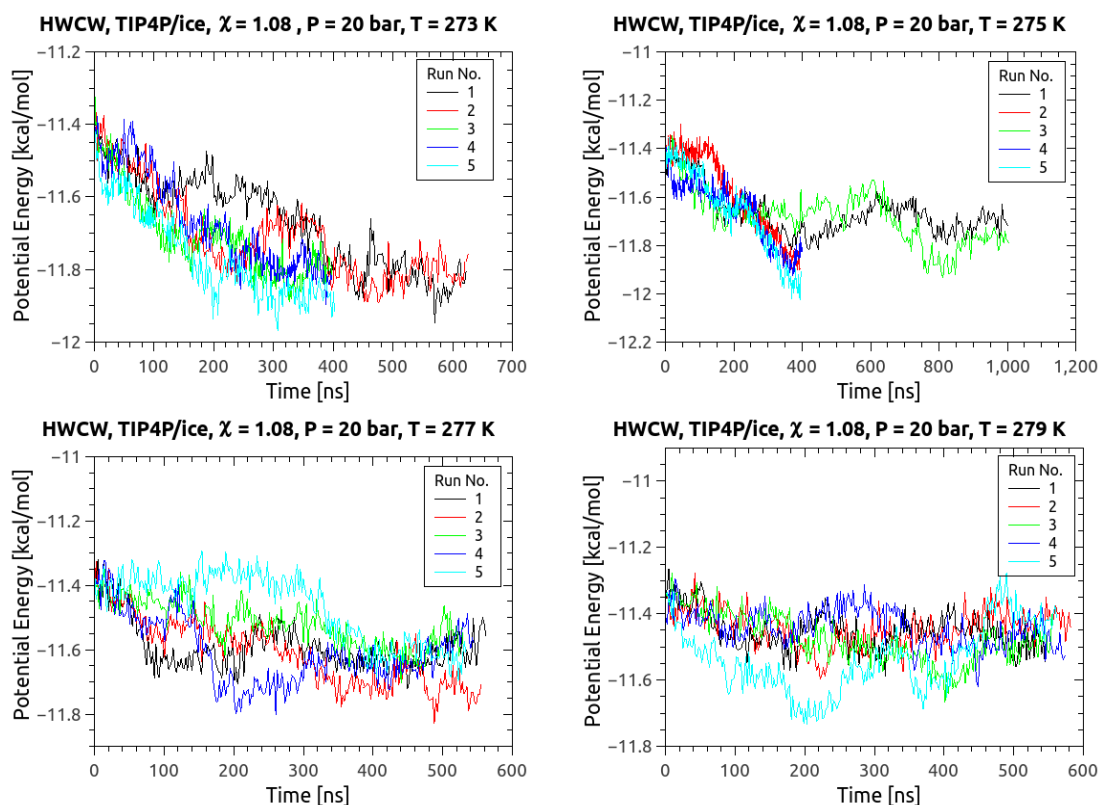 HWCW, TIP4P/ice, χ = 1.08 , P = 20 bar, T = 273 K
Potential Energy [kcal/mol]
−11.2
−11.4
−11.6
−11.8
−12
Run No.
1
2
3
4
5
0 100 200 300 400 500 600 700
Time [ns]
HWCW, TIP4P/ice, χ = 1.08, P = 20 bar, T = 275 K
Potential Energy [kcal/mol]
−11
−11.2
−11.4
−11.6
−11.8
−12
−12.2
Run No.
1
2
3
4
5
0 200 400 600 800 1,000 1,200
Time [ns]
HWCW, TIP4P/ice, χ = 1.08, P = 20 bar, T = 277 K
Potential Energy [kcal/mol]
−11
−11.2
−11.4
−11.6
−11.8
Run No.
1
2
3
4
5
0 100 200 300 400 500 600
Time [ns]
HWCW, TIP4P/ice, χ = 1.08, P = 20 bar, T = 279 K
Potential Energy [kcal/mol]
−11
−11.2
−11.4
−11.6
−11.8
Run No.
1
2
3
4
5
0 100 200 300 400 500 600
Time [ns]